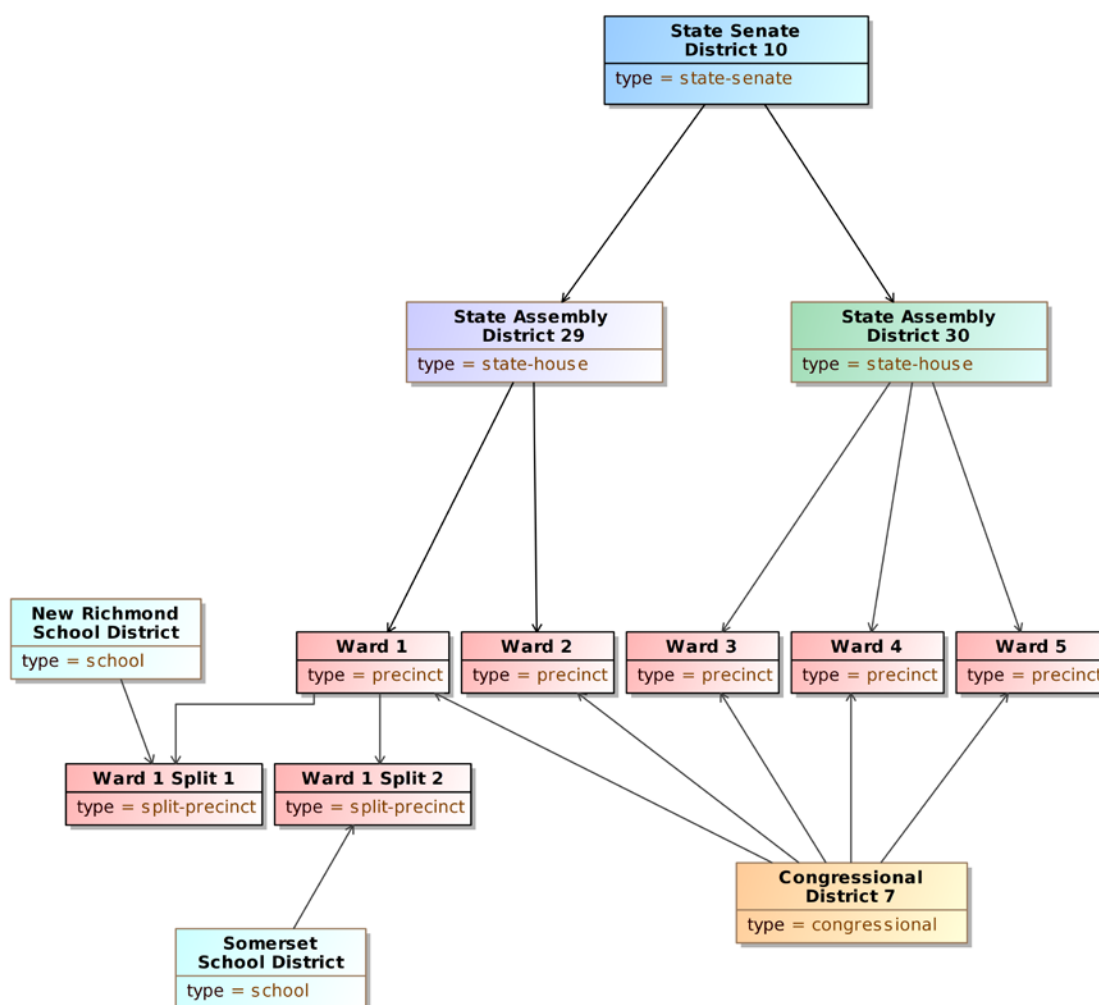 State Senate
District 10
type = state-senate
State Assembly
District 29
type = state-house
State Assembly
District 30
type = state-house
New Richmond
School District
type = school
Ward 1
type = precinct
Ward 2
type = precinct
Ward 3
type = precinct
Ward 4
type = precinct
Ward 5
type = precinct
Ward 1 Split 1
type = split-precinct
Ward 1 Split 2
type = split-precinct
Congressional
District 7
type = congressional
Somerset
School District
type = school